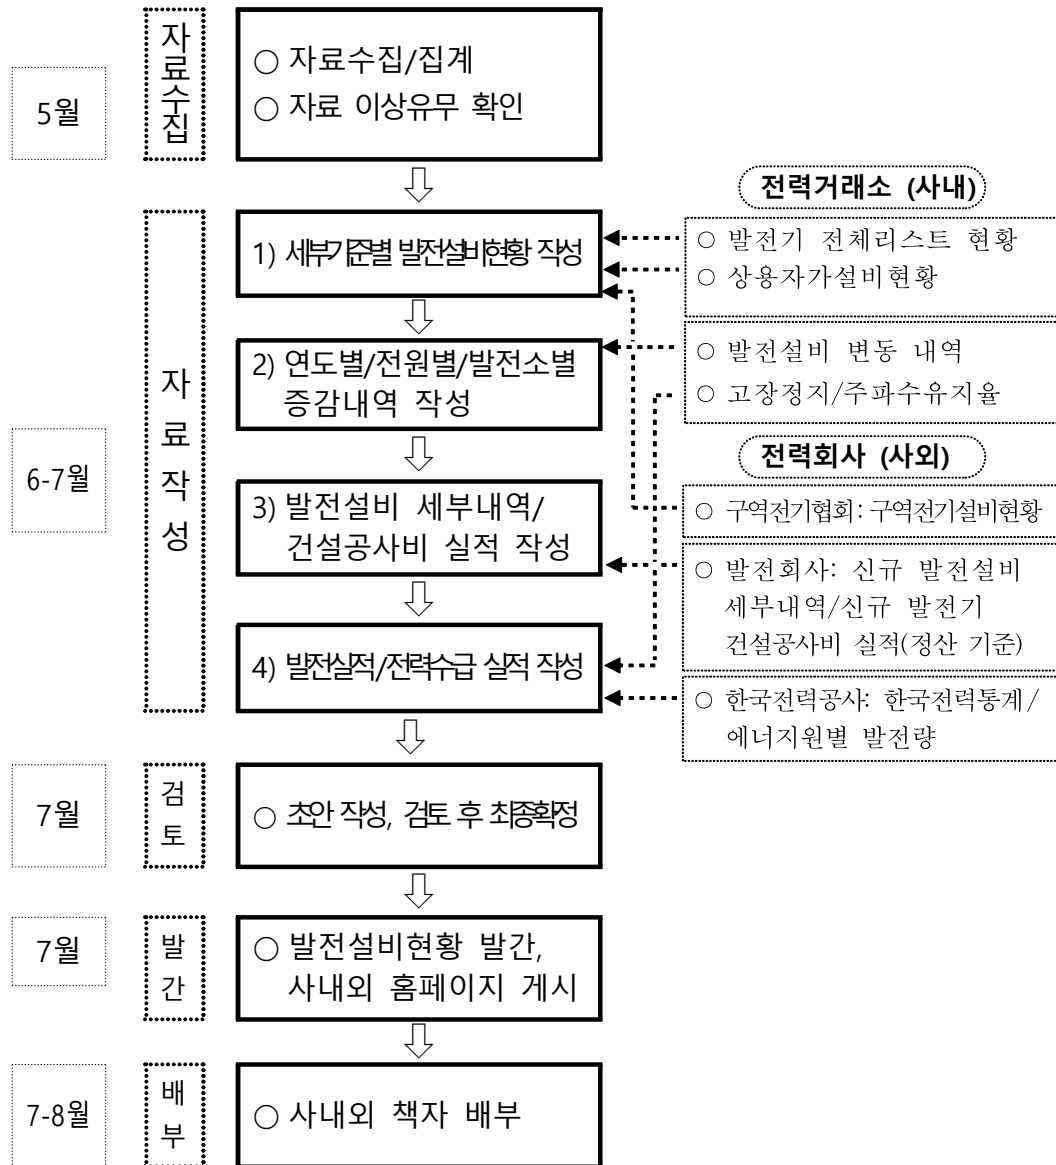 5월
자료수집
○ 자료수집/집계
○ 자료 이상유무 확인
6-7월
자료작성
1) 세부기준별 발전설비현황 작성
2) 연도별/전원별/발전소별
증감내역 작성
3) 발전설비 세부내역/
건설공사비 실적 작성
4) 발전실적/전력수급 실적 작성
전력거래소 (사내)
○ 발전기 전체리스트 현황
○ 상용자가설비현황
○ 발전설비 변동 내역
○ 고장정지/주파수유지율
전력회사 (사외)
○ 구역전기협회: 구역전기설비현황
○ 발전회사: 신규 발전설비
세부내역/신규 발전기
건설공사비 실적(정산 기준)
○ 한국전력공사: 한국전력통계/
에너지원별 발전량
7월
검토
○ 초안 작성, 검토 후 최종확정
7월
발간
○ 발전설비현황 발간,
사내외 홈페이지 게시
7-8월
배부
○ 사내외 책자 배부